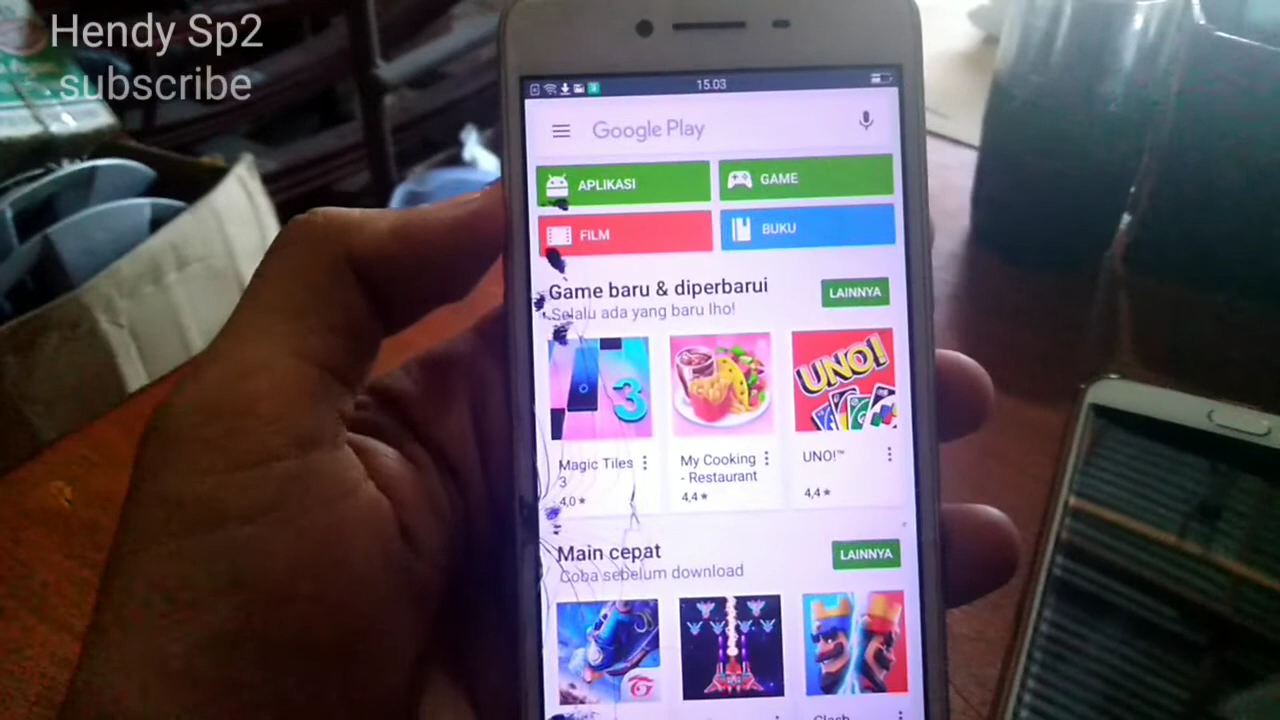 Hendy Sp2
subscribe
15.03
Google Play
APLIKASI
GAME
FILM
BUKU
Game baru & diperbarui
LAINNYA
Selalu ada yang baru lho!
3
UNO!
Magic Tiles
3
4,0★
My Cooking
- Restaurant
4,4★
UNO!™
4,4★
Main cepat
LAINNYA
Coba sebelum download